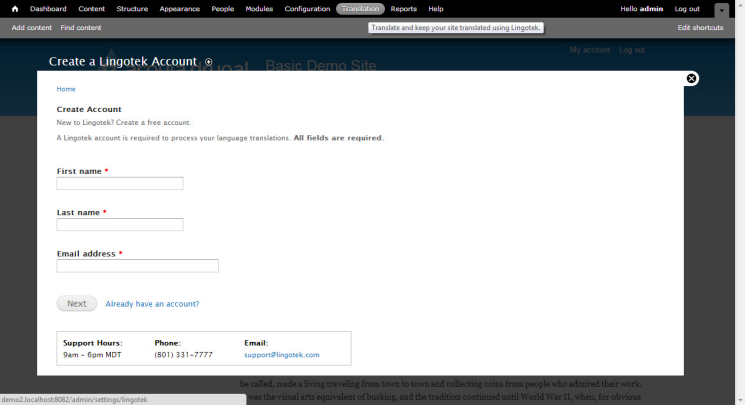 Dashboard Content Structure Appearance People Modules Configuration Translation Reports Help Hello admin Log out
Add content Find content Translate and keep your site translated using Lingotek. Edit shortcuts
My account Log out
Create a Lingotek Account
acquia drupal Basic Demo Site
Home
Create Account
New to Lingotek? Create a free account.
A Lingotek account is required to process your language translations. All fields are required.
First name *
Last name *
Email address *
Next Already have an account?
Support Hours: Phone: Email:
9am - 6pm MDT (801) 331-7777 support@lingotek.com
be called, made a living traveling from town to town and collecting coins from people who admired their work.
was the visual arts equivalent of busking, and the tradition continued until World War II, when, for obvious
demo2.localhost:8082/admin/settings/lingotek